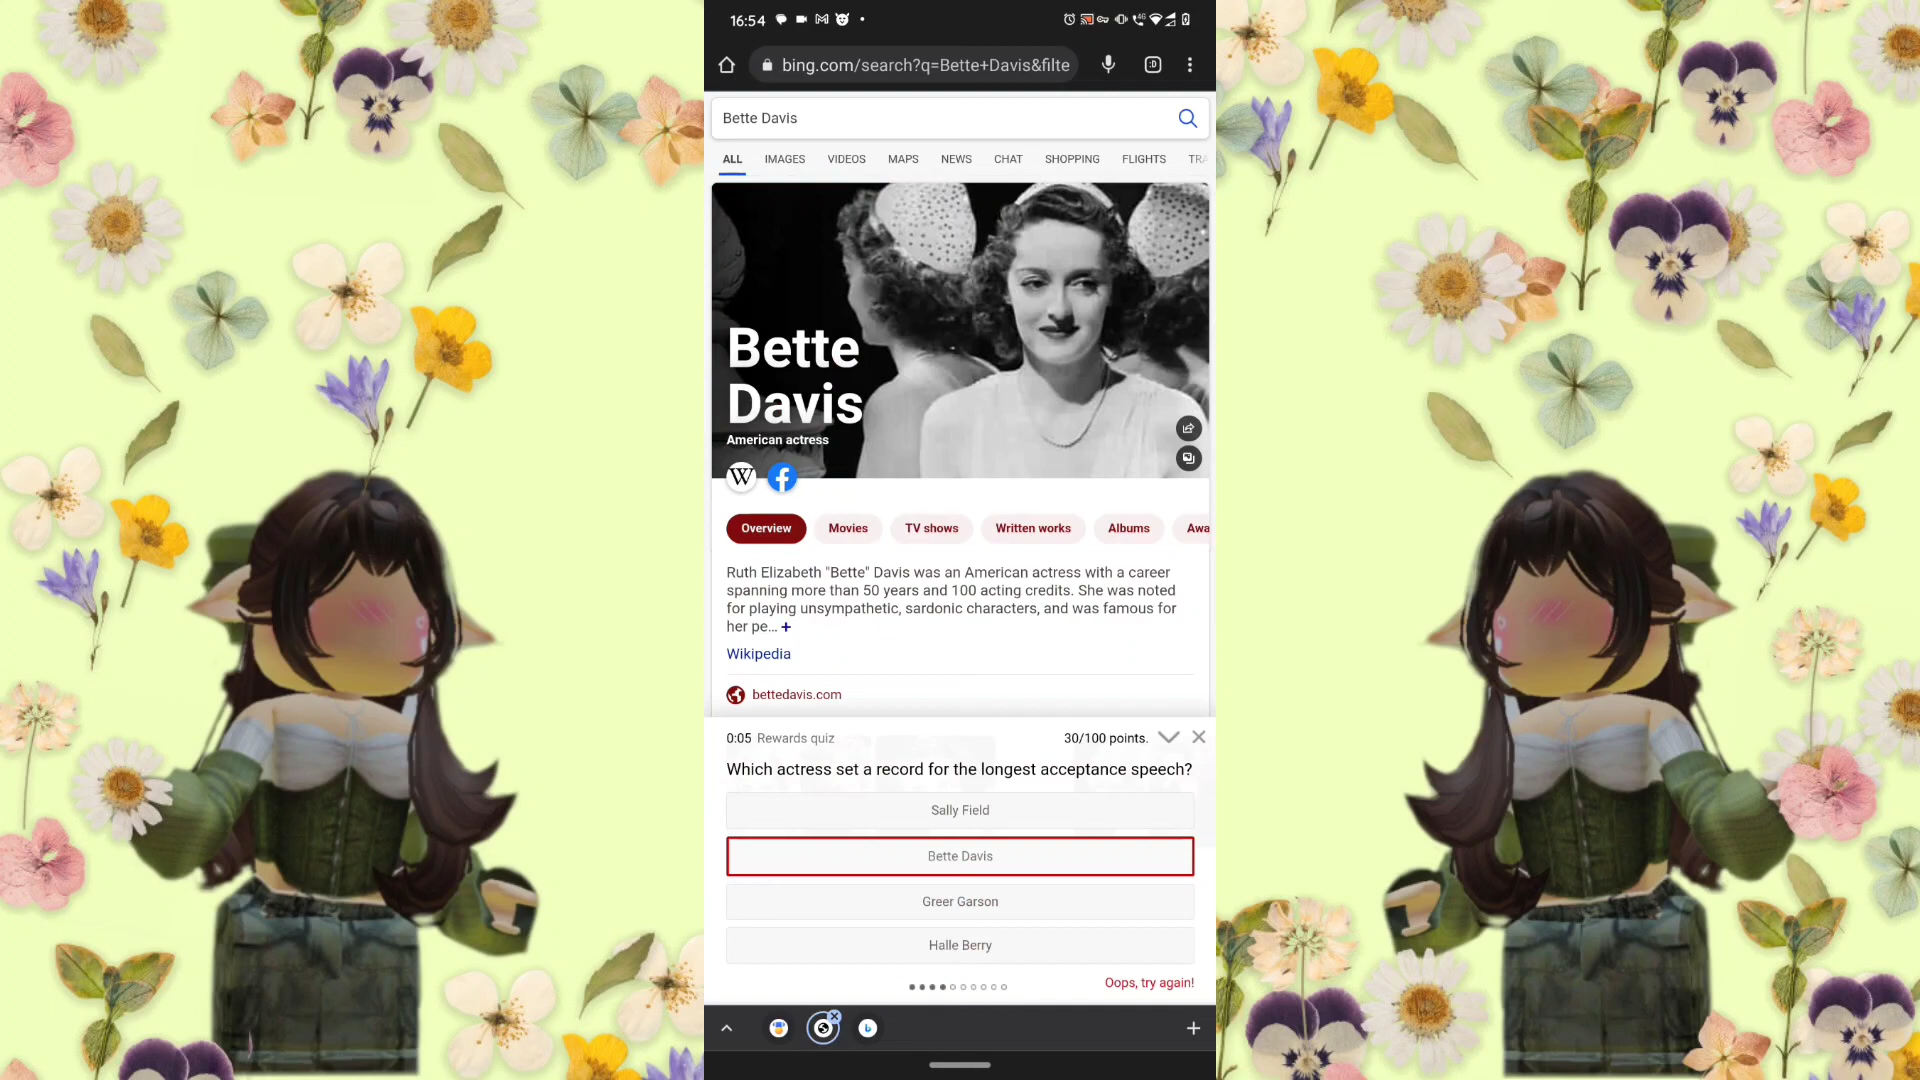 16:54
bing.com/search?q=Bette+Davis&filte
Bette Davis
ALL IMAGES VIDEOS MAPS NEWS CHAT SHOPPING FLIGHTS TRA
Bette
Davis
American actress
Overview Movies TV shows Written works Albums Awa
Ruth Elizabeth "Bette" Davis was an American actress with a career
spanning more than 50 years and 100 acting credits. She was noted
for playing unsympathetic, sardonic characters, and was famous for
her pe... +
Wikipedia
bettedavis.com
0:05 Rewards quiz 30/100 points.
Which actress set a record for the longest acceptance speech?
Sally Field
Bette Davis
Greer Garson
Halle Berry
Oops, try again!